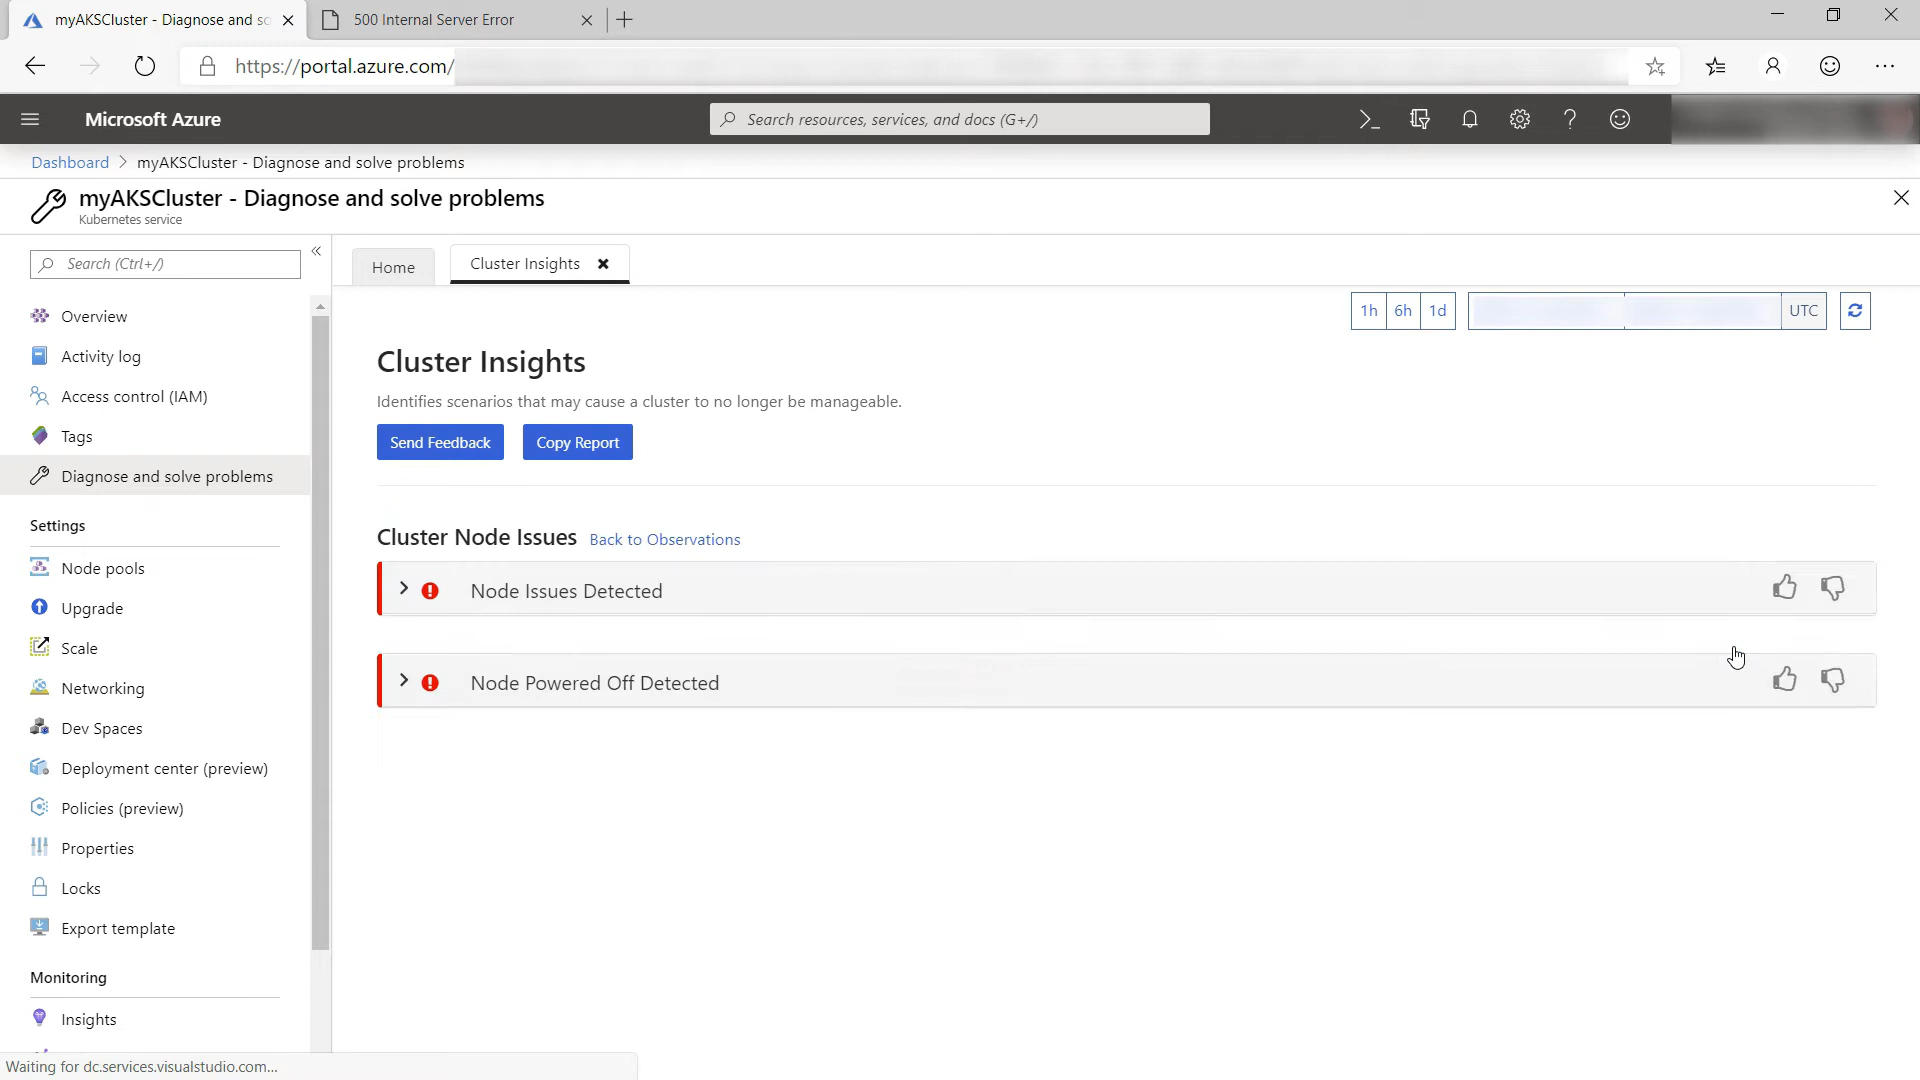 myAKSCluster - Diagnose and so
500 Internal Server Error
https://portal.azure.com/
Microsoft Azure
Search resources, services, and docs (G+/)
Dashboard > myAKSCluster - Diagnose and solve problems
myAKSCluster - Diagnose and solve problems
Kubernetes service
Search (Ctrl+/)
Overview
Activity log
Access control (IAM)
Tags
Diagnose and solve problems
Settings
Node pools
Upgrade
Scale
Networking
Dev Spaces
Deployment center (preview)
Policies (preview)
Properties
Locks
Export template
Monitoring
Insights
Home
Cluster Insights
1h 6h 1d
UTC
Cluster Insights
Identifies scenarios that may cause a cluster to no longer be manageable.
Send Feedback
Copy Report
Cluster Node Issues Back to Observations
Node Issues Detected
Node Powered Off Detected
Waiting for dc.services.visualstudio.com...